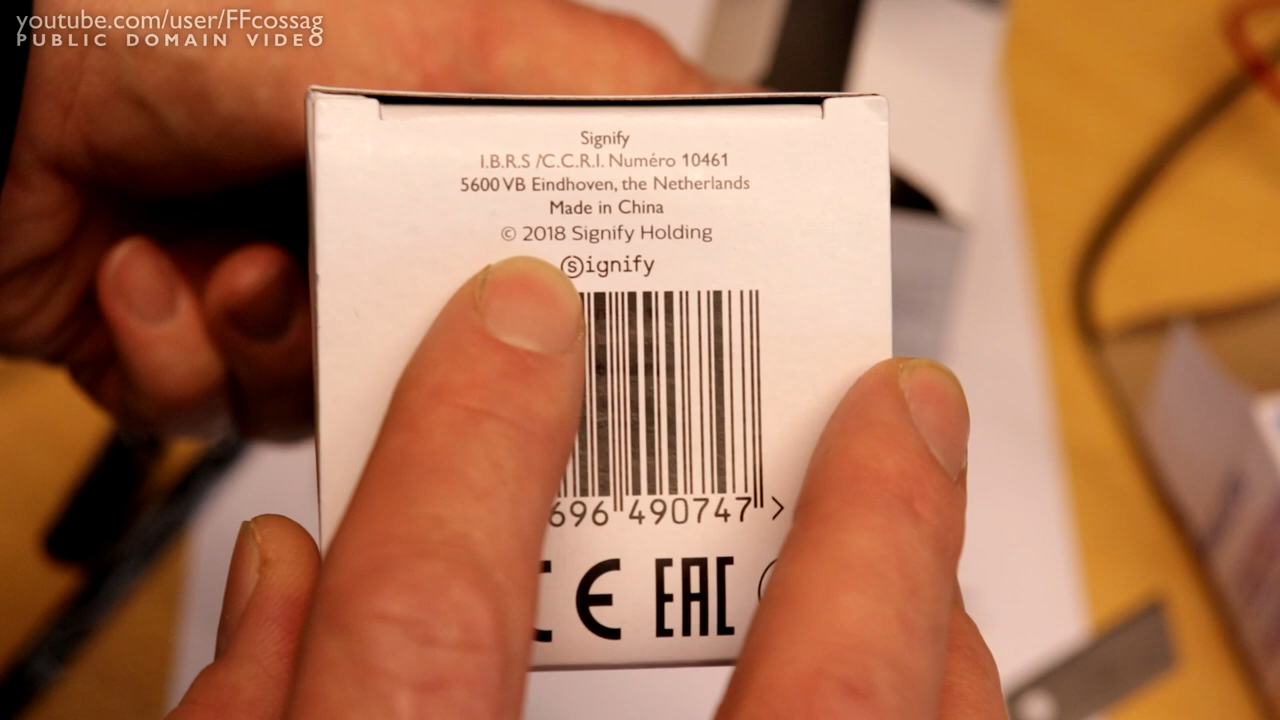 youtube.com/user/FFcossag
PUBLIC DOMAIN VIDEO
Signify
I.B.R.S /C.C.R.I. Numéro 10461
5600 VB Eindhoven, the Netherlands
Made in China
© 2018 Signify Holding
Signify
696 490747 >
CE EAC